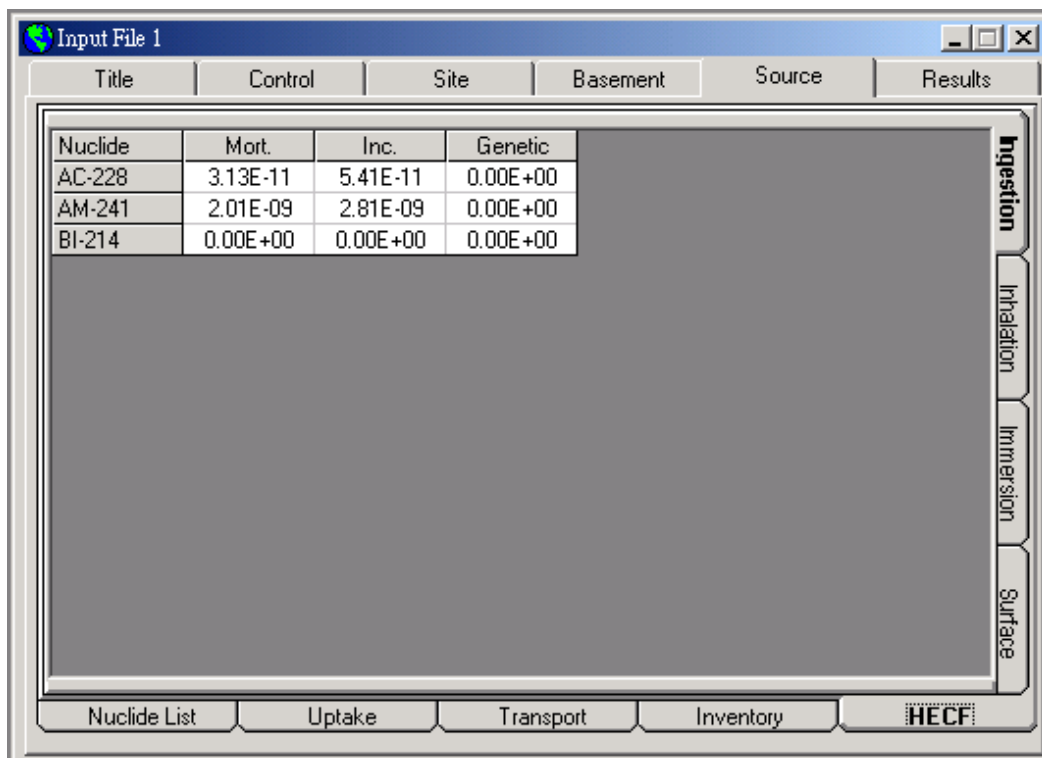 Input File 1
Title Control Site Basement Source Results
Nuclide Mort. Inc. Genetic
AC-228 3.13E-11 5.41E-11 0.00E+00
AM-241 2.01E-09 2.81E-09 0.00E+00
BI-214 0.00E+00 0.00E+00 0.00E+00
Ingestion
Inhalation
Immersion
Surface
Nuclide List Uptake Transport Inventory HECF